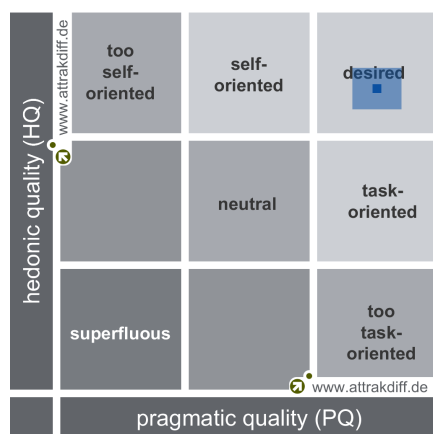 too
self-
oriented
self-
oriented
desired
www.attrakdiff.de
hedonic quality (HQ)
neutral
task-
oriented
superfluous
too
task-
oriented
www.attrakdiff.de
pragmatic quality (PQ)